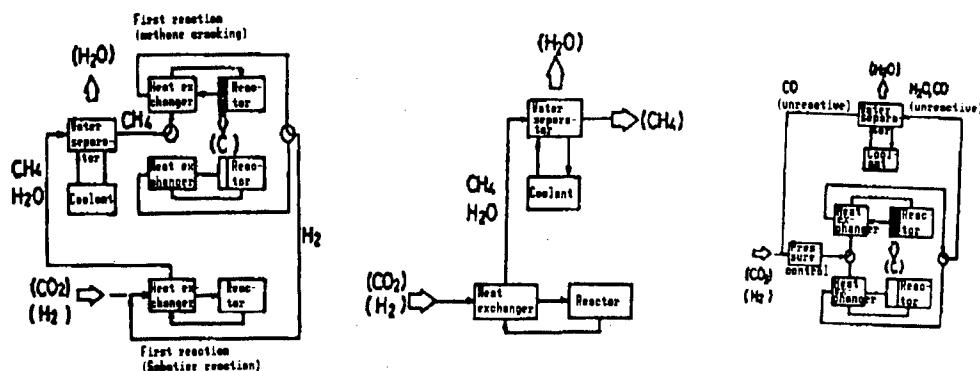 First reaction
(methane cracking)
(H2O)
Heat ex
changer
Reac-
tor
CH4
Water
separa-
tor
(C)
Heat ex
changer
Reac-
tor
Coolant
CH4
H2O
H2
(CO2)
(H2)
Heat ex
changer
Reac-
tor
First reaction
(Sabatier reaction)
(H2O)
Water
separa-
tor
(CH4)
CH4
H2O
Coolant
(CO2)
(H2)
Heat
exchanger
Reactor
CO
(unreactive)
(H2O)
H2O,CO
(unreactive)
Water
separa-
tor
Cool
ant
Heat ex
changer
Reac
tor
Pres
sure
control
(C)
(CO2)
(H2)
Heat
exchanger
Reac-
tor